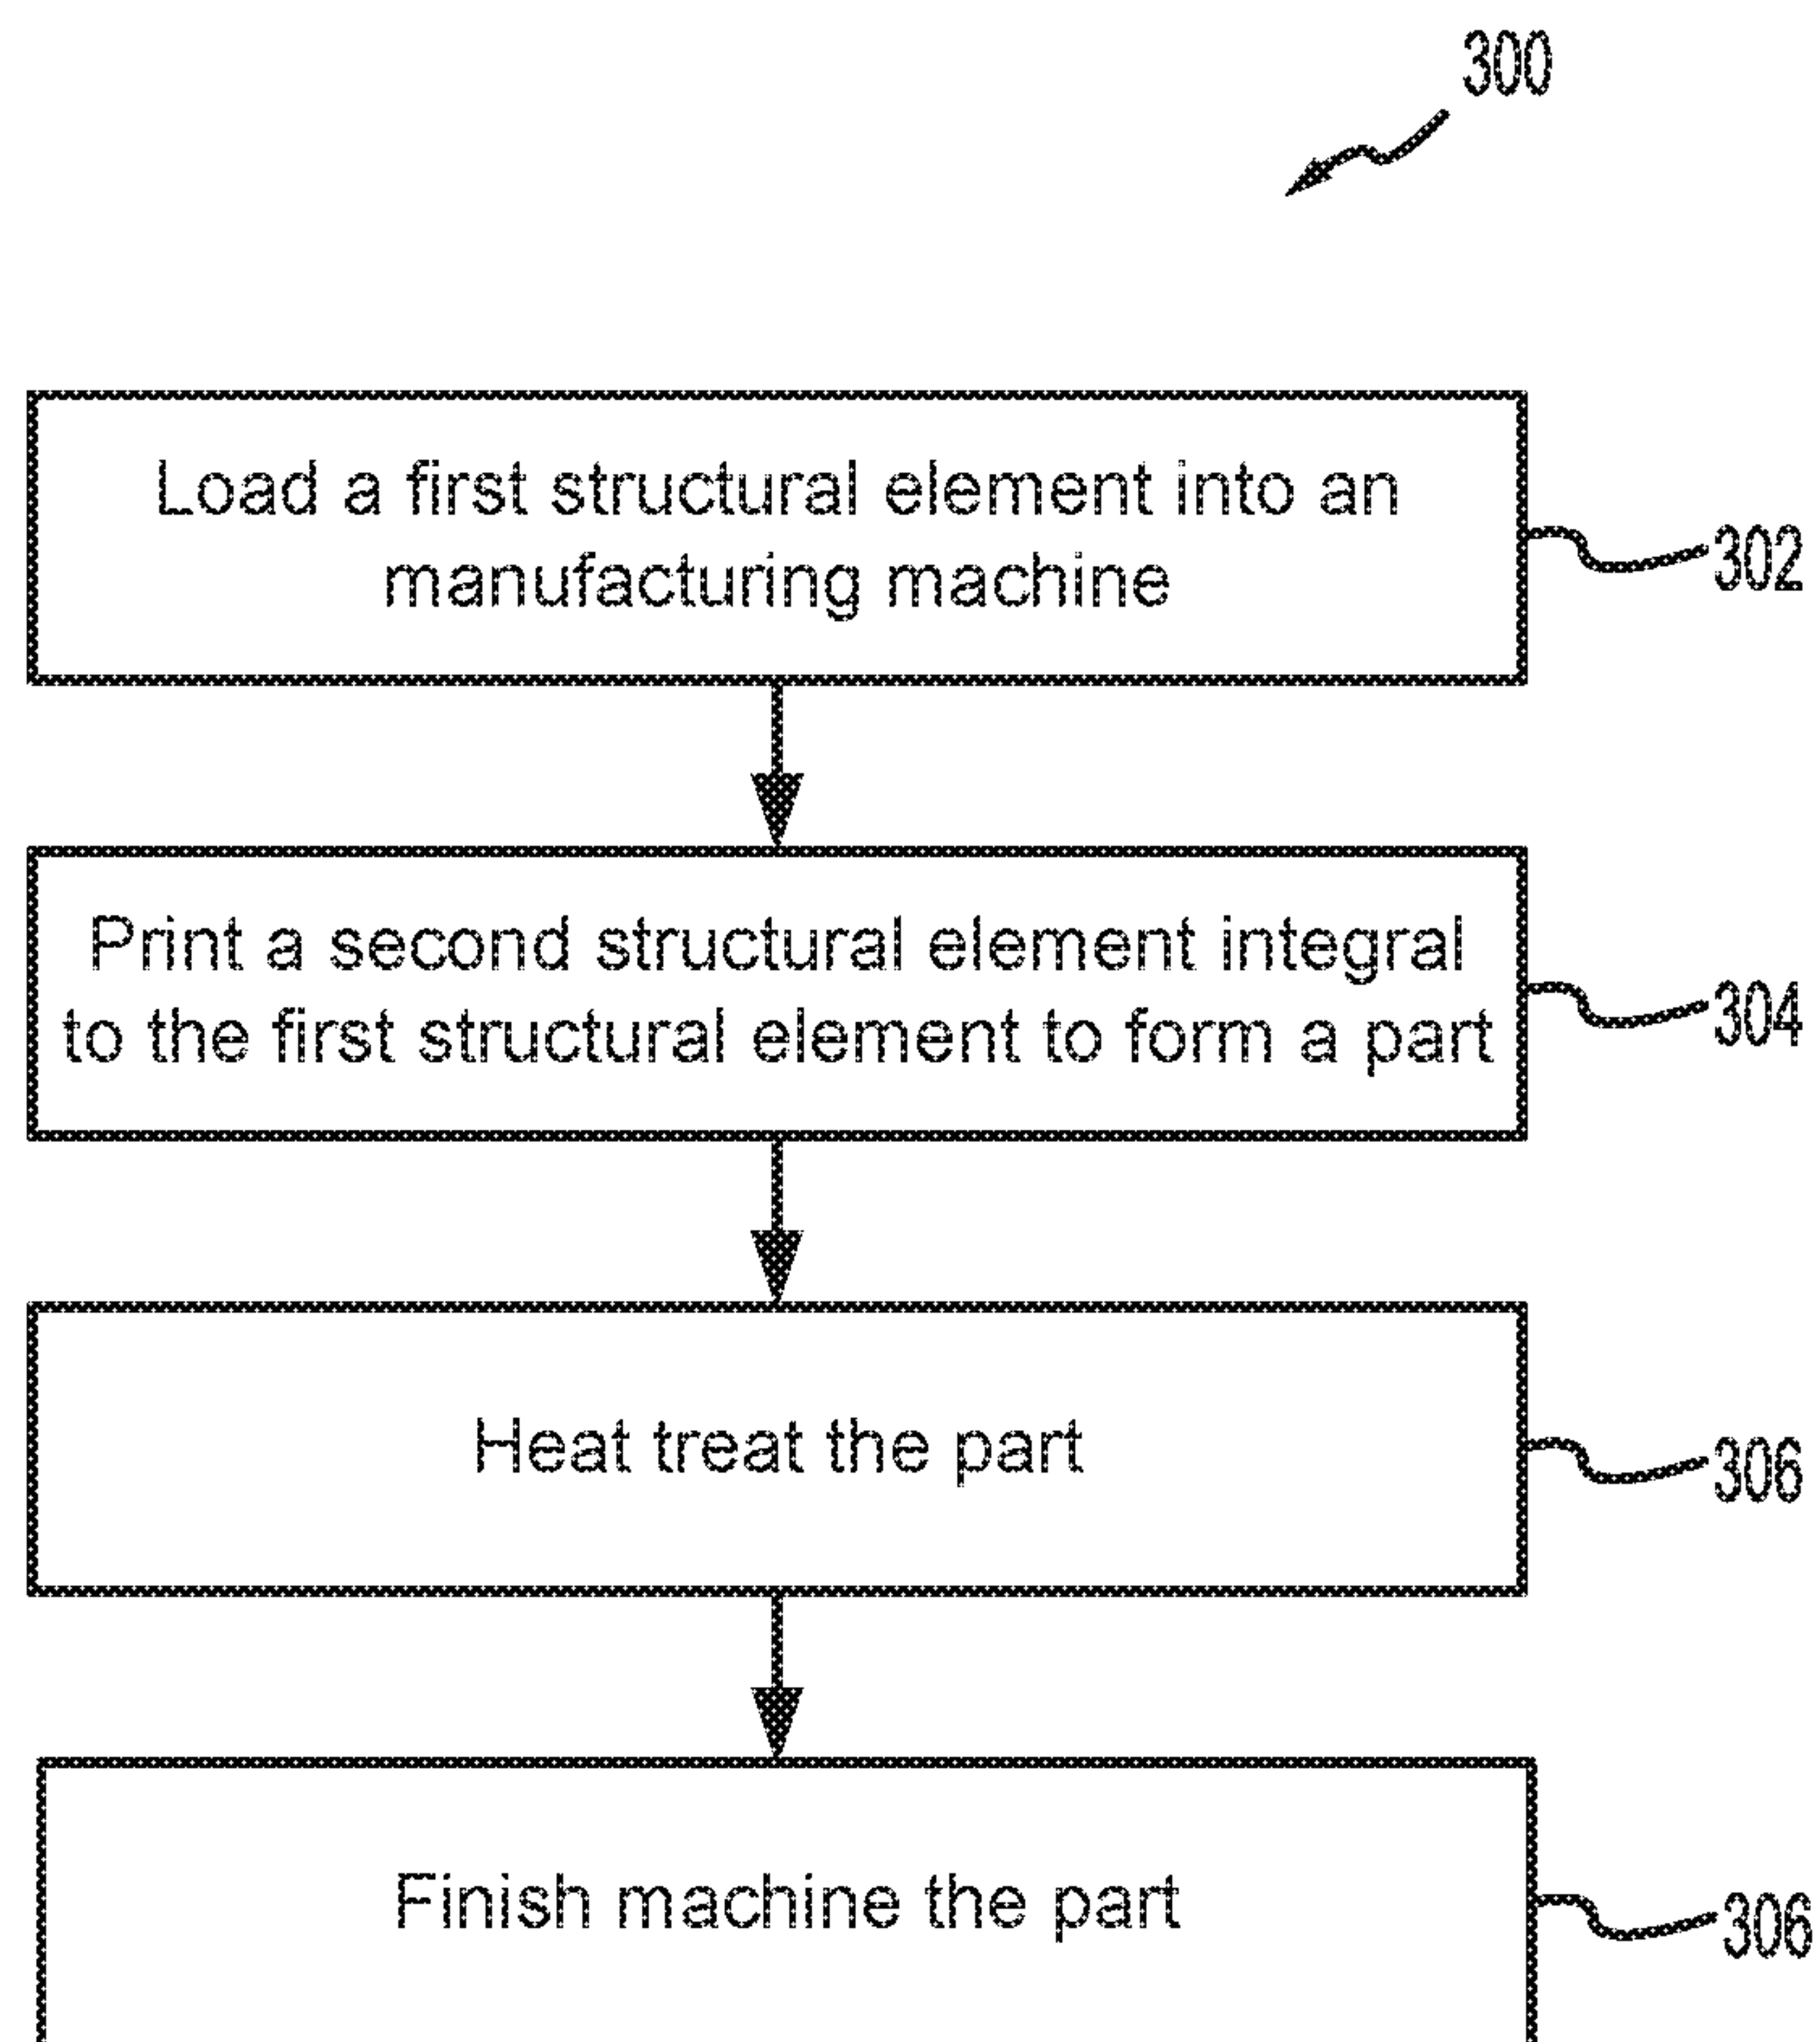 300
Load a first structural element into an
manufacturing machine
302
Print a second structural element integral
to the first structural element to form a part
304
Heat treat the part
306
Finish machine the part
306